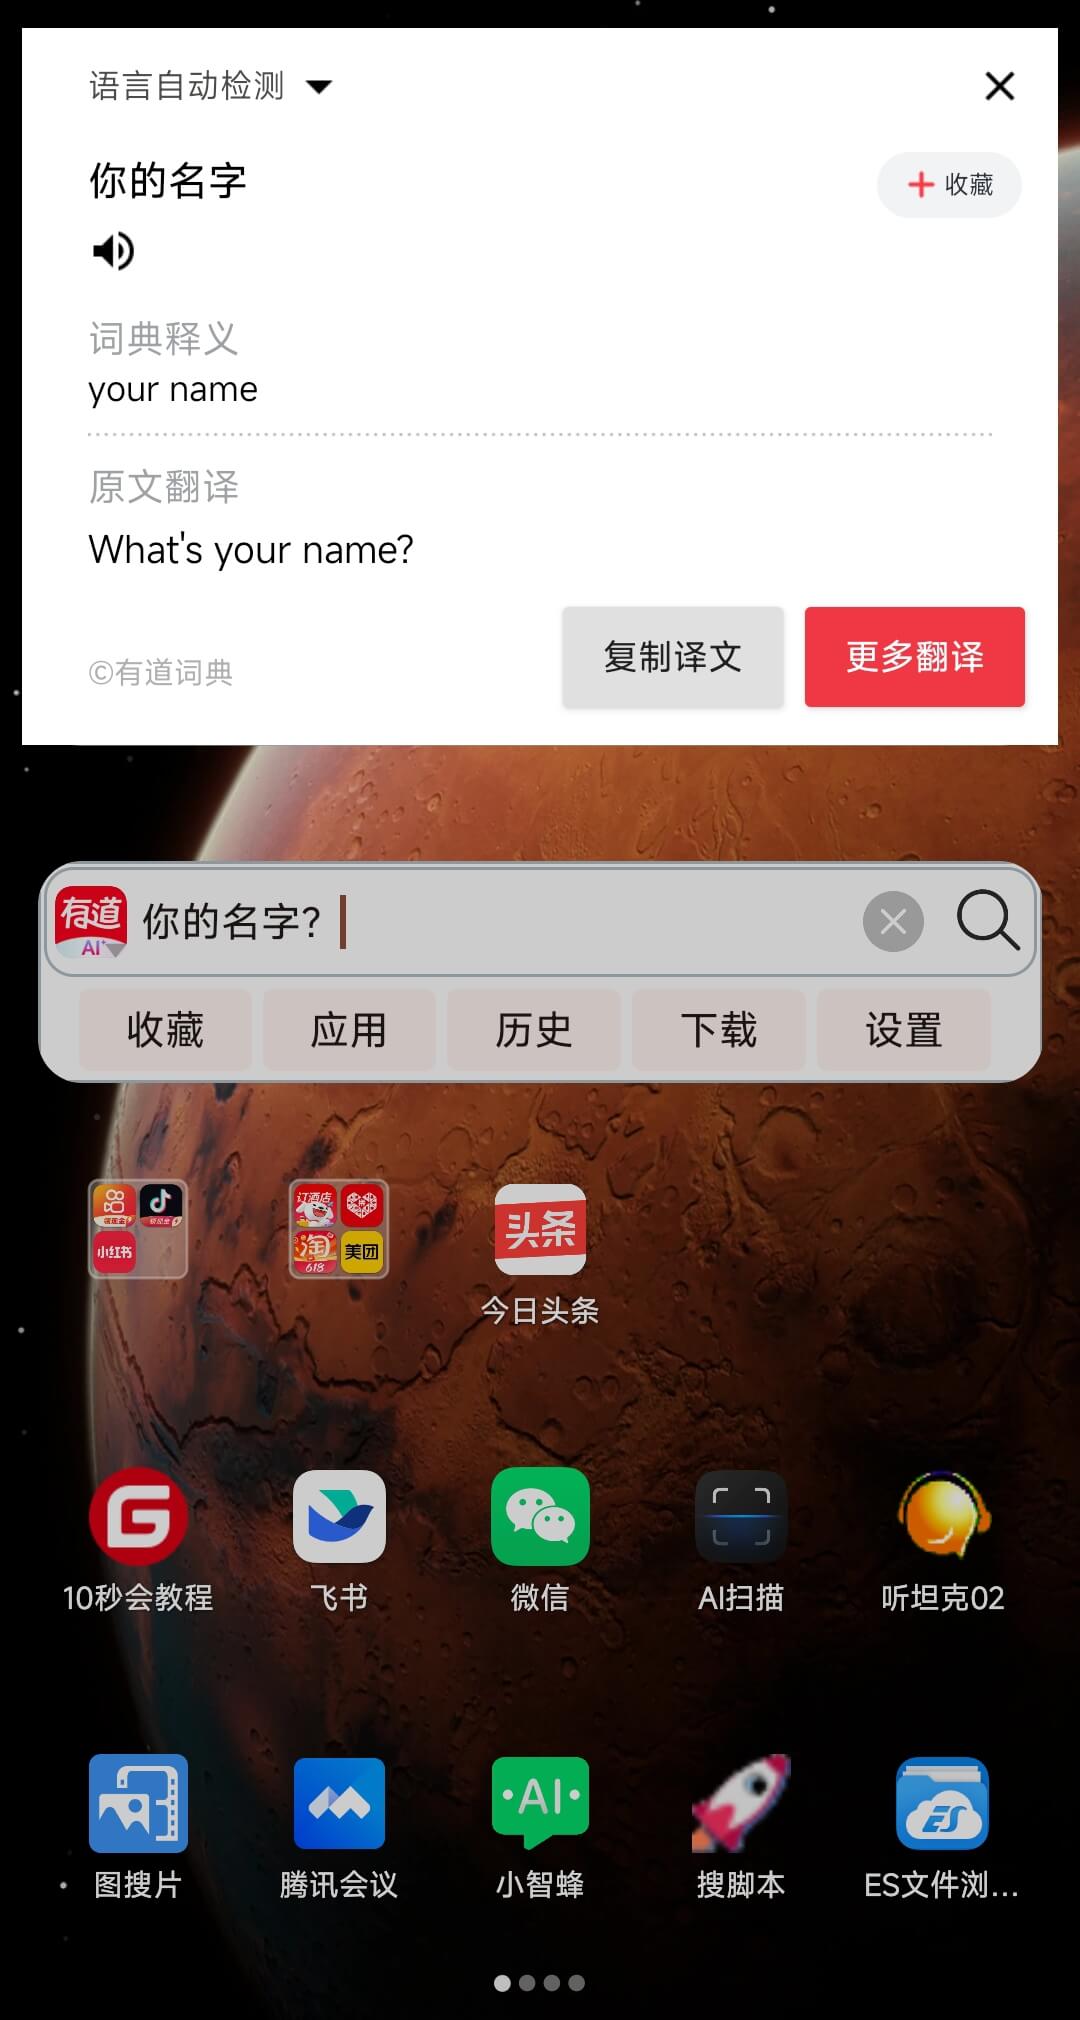 语言自动检测
你的名字
收藏
词典释义
your name
原文翻译
What's your name?
©有道词典
复制译文
更多翻译
有道
AI
你的名字?
收藏
应用
历史
下载
设置
小红书
订酒店
淘
618
美团
头条
今日头条
10秒会教程
飞书
微信
AI扫描
听坦克02
·AI·
ES
图搜片
腾讯会议
小智蜂
搜脚本
ES文件浏...